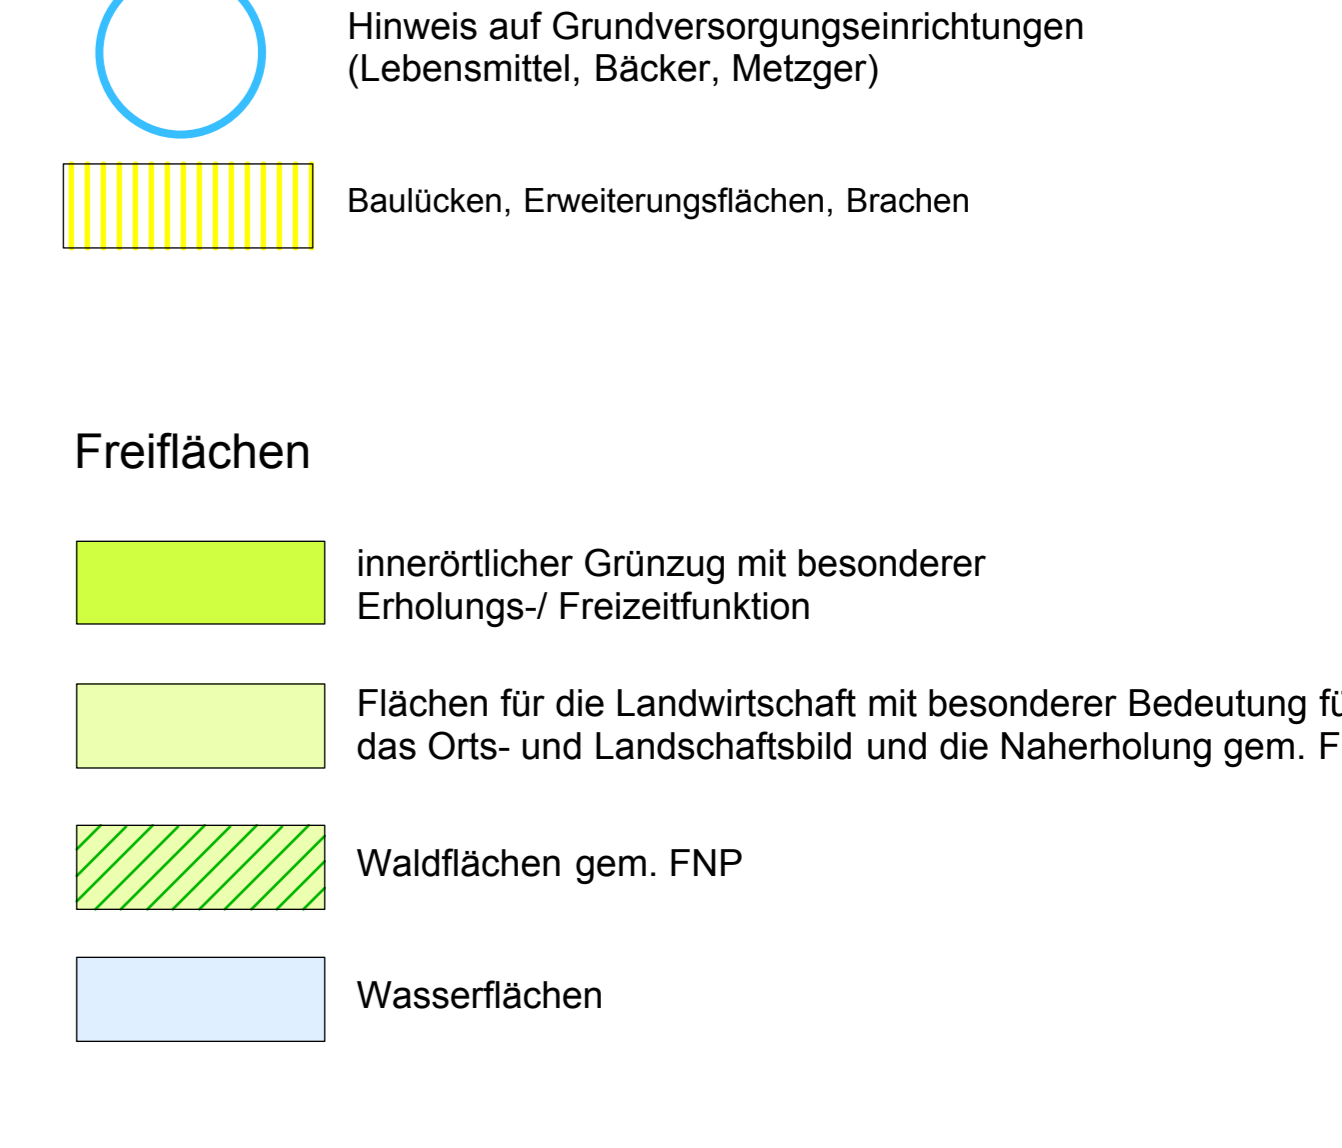 Hinweis auf Grundversorgungseinrichtungen
(Lebensmittel, Bäcker, Metzger)
Baulücken, Erweiterungsflächen, Brachen
Freiflächen
innerörtlicher Grünzug mit besonderer
Erholungs-/ Freizeitfunktion
Flächen für die Landwirtschaft mit besonderer Bedeutung
das Orts- und Landschaftsbild und die Naherholung gem.
Waldflächen gem. FNP
Wasserflächen